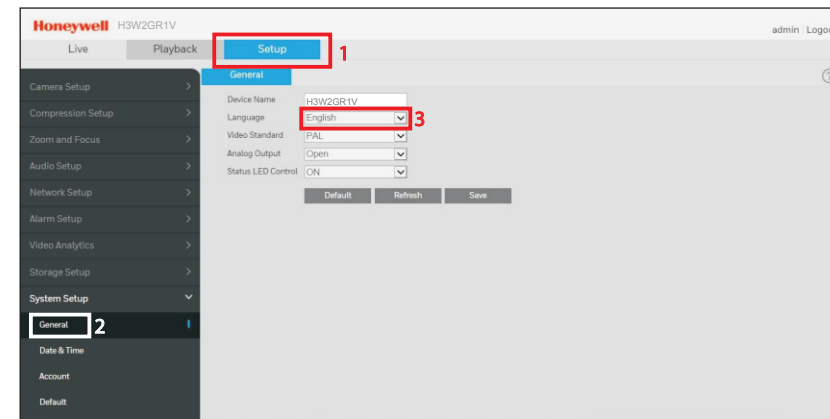 Honeywell H3W2GR1V
admin Logou
Live Playback Setup 1
General
Camera Setup
Compression Setup
Zoom and Focus
Audio Setup
Network Setup
Alarm Setup
Video Analytics
Storage Setup
System Setup
General 2
Date & Time
Account
Default
Device Name H3W2GR1V
Language English 3
Video Standard PAL
Analog Output Open
Status LED Control ON
Default Refresh Save